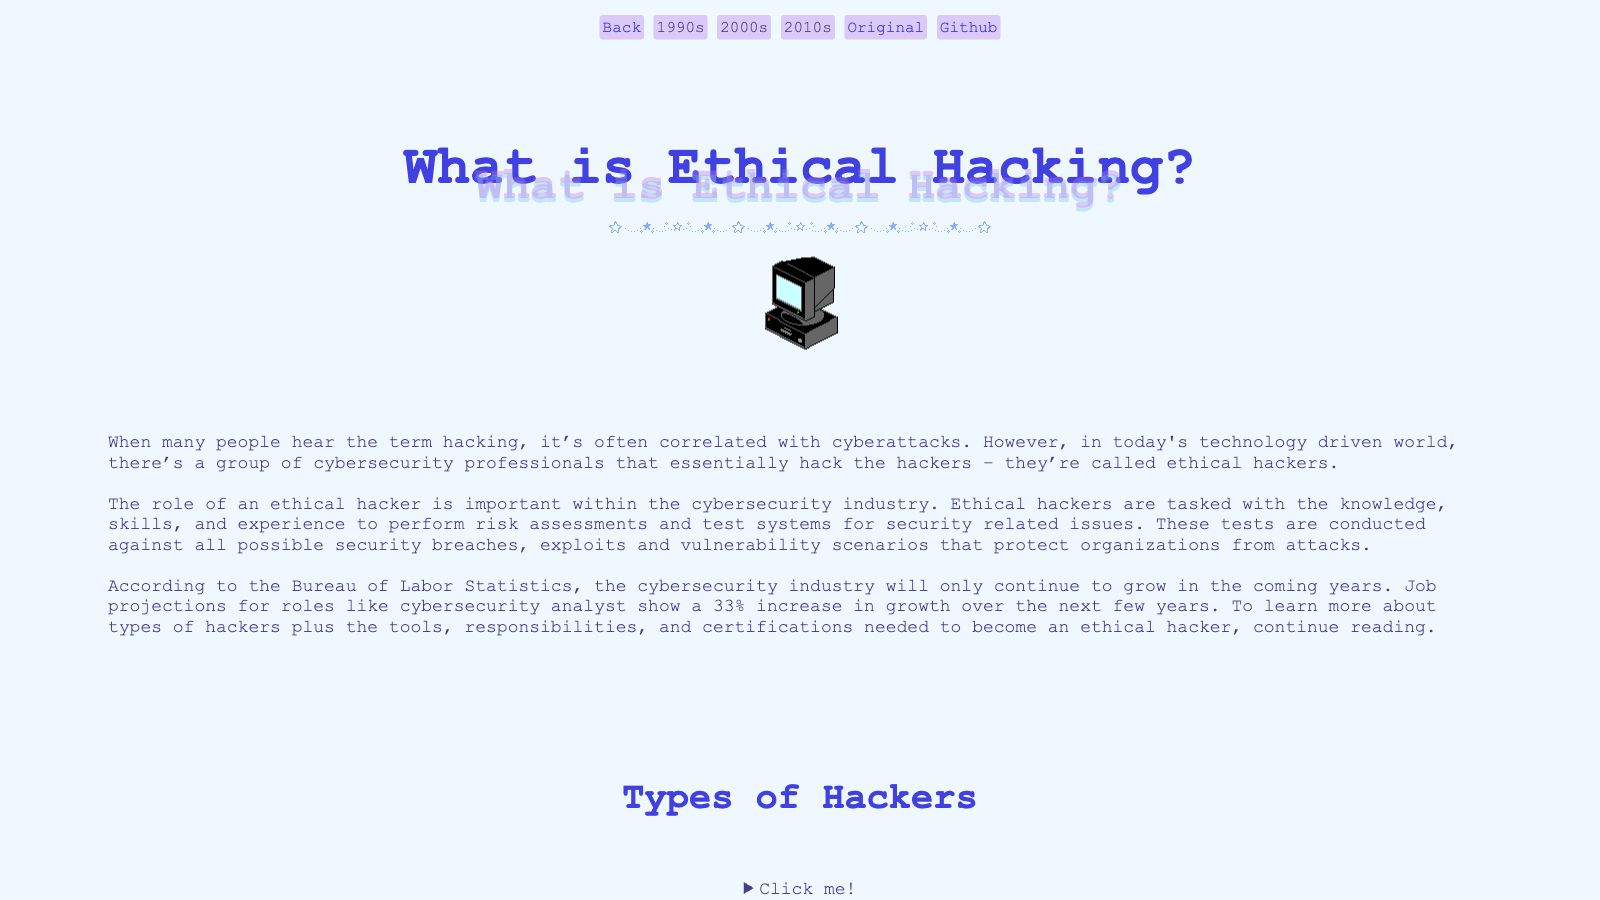 Back 1990s 2000s 2010s Original Github
What is Ethical Hacking?
What is Ethical Hacking?
When many people hear the term hacking, it’s often correlated with cyberattacks. However, in today's technology driven world,
there’s a group of cybersecurity professionals that essentially hack the hackers – they’re called ethical hackers.
The role of an ethical hacker is important within the cybersecurity industry. Ethical hackers are tasked with the knowledge,
skills, and experience to perform risk assessments and test systems for security related issues. These tests are conducted
against all possible security breaches, exploits and vulnerability scenarios that protect organizations from attacks.
According to the Bureau of Labor Statistics, the cybersecurity industry will only continue to grow in the coming years. Job
projections for roles like cybersecurity analyst show a 33% increase in growth over the next few years. To learn more about
types of hackers plus the tools, responsibilities, and certifications needed to become an ethical hacker, continue reading.
Types of Hackers
Click me!